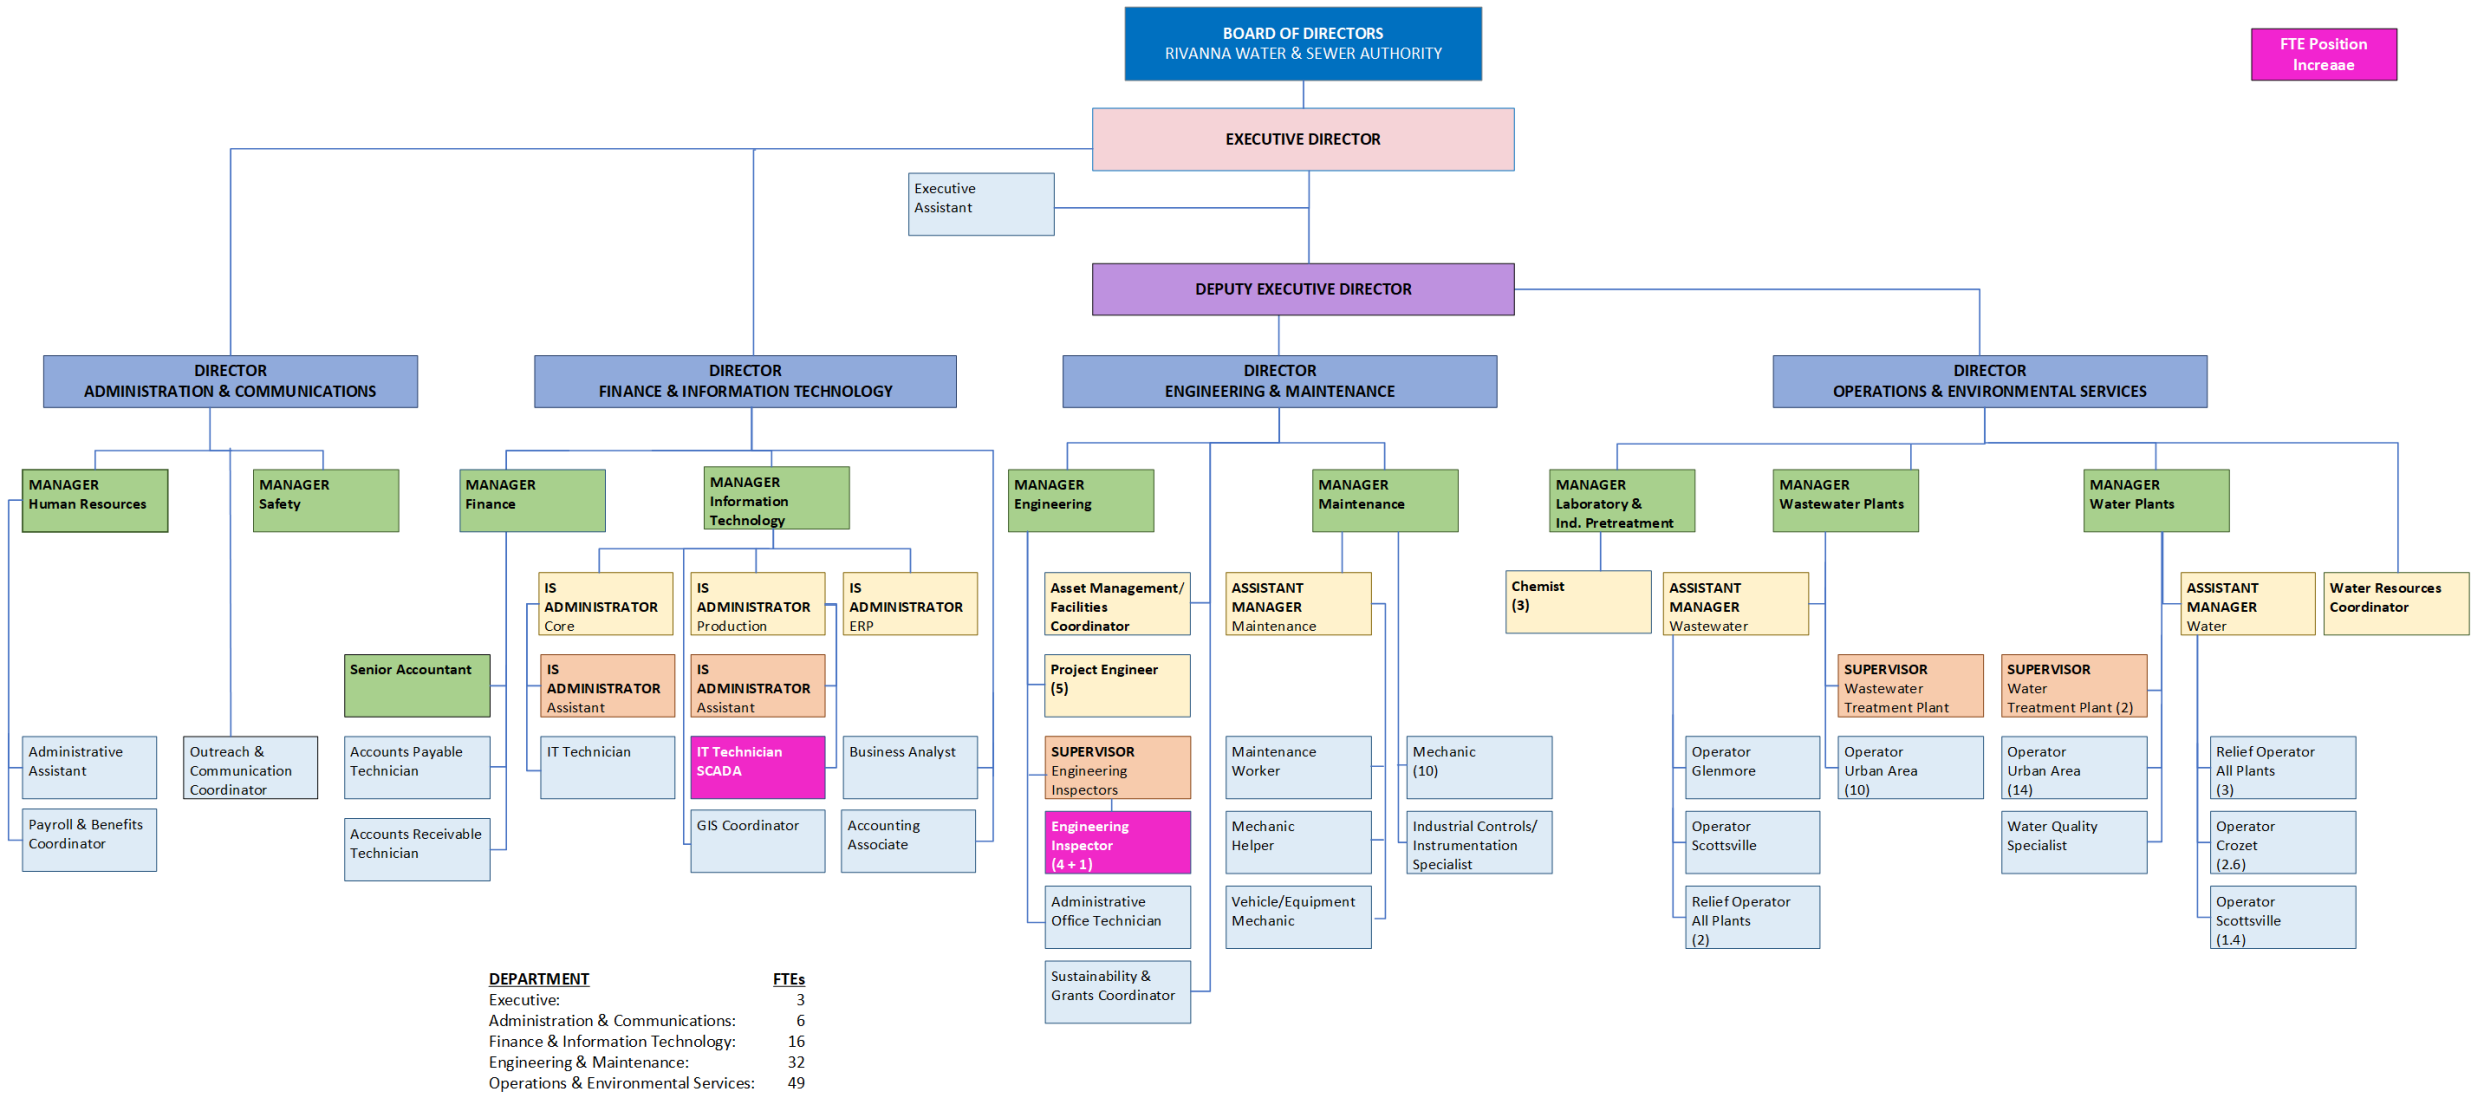 BOARD OF DIRECTORS
RIVANNA WATER & SEWER AUTHORITY
FTE Position
Increaae
EXECUTIVE DIRECTOR
Executive
Assistant
DEPUTY EXECUTIVE DIRECTOR
DIRECTOR
ADMINISTRATION & COMMUNICATIONS
DIRECTOR
FINANCE & INFORMATION TECHNOLOGY
DIRECTOR
ENGINEERING & MAINTENANCE
DIRECTOR
OPERATIONS & ENVIRONMENTAL SERVICES
MANAGER
Human Resources
MANAGER
Safety
MANAGER
Finance
MANAGER
Information
Technology
MANAGER
Engineering
MANAGER
Maintenance
MANAGER
Laboratory &
Ind. Pretreatment
MANAGER
Wastewater Plants
MANAGER
Water Plants
IS
ADMINISTRATOR
Core
IS
ADMINISTRATOR
Production
IS
ADMINISTRATOR
ERP
Asset Management/
Facilities
Coordinator
ASSISTANT
MANAGER
Maintenance
Chemist
(3)
ASSISTANT
MANAGER
Wastewater
ASSISTANT
MANAGER
Water
Water Resources
Coordinator
Senior Accountant
IS
ADMINISTRATOR
Assistant
IS
ADMINISTRATOR
Assistant
Project Engineer
(5)
SUPERVISOR
Wastewater
Treatment Plant
SUPERVISOR
Water
Treatment Plant (2)
Administrative
Assistant
Outreach &
Communication
Coordinator
Accounts Payable
Technician
IT Technician
IT Technician
SCADA
Business Analyst
SUPERVISOR
Engineering
Inspectors
Maintenance
Worker
Mechanic
(10)
Operator
Glenmore
Operator
Urban Area
(10)
Operator
Urban Area
(14)
Relief Operator
All Plants
(3)
Payroll & Benefits
Coordinator
Accounts Receivable
Technician
GIS Coordinator
Accounting
Associate
Engineering
Inspector
(4 + 1)
Mechanic
Helper
Industrial Controls/
Instrumentation
Specialist
Operator
Scottsville
Water Quality
Specialist
Operator
Crozet
(2.6)
Administrative
Office Technician
Vehicle/Equipment
Mechanic
Relief Operator
All Plants
(2)
Operator
Scottsville
(1.4)
Sustainability &
Grants Coordinator
DEPARTMENT FTEs
Executive: 3
Administration & Communications: 6
Finance & Information Technology: 16
Engineering & Maintenance: 32
Operations & Environmental Services: 49